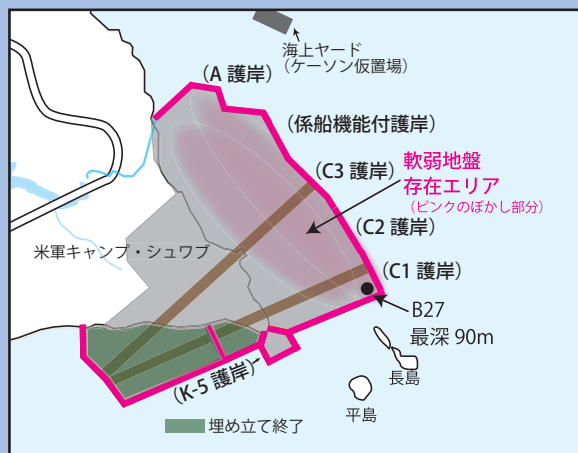 海上ヤード
（ケーソン仮置場）
（A 護岸）
（係船機能付護岸）
（C3 護岸）
軟弱地盤
存在エリア
（ピンクのぼかし部分）
（C2 護岸）
米軍キャンプ・シュワブ
（C1 護岸）
B27
最深 90m
長島
（K-5 護岸）
平島
埋め立て終了